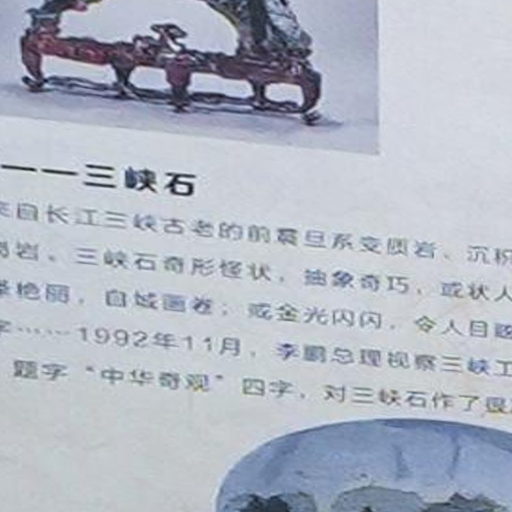 ——三峡石
来自长江三峡古老的前震旦系变质岩、沉积
岩。三峡石奇形怪状，抽象奇巧，或状人
艳丽，自成画卷；或金光闪闪，令人目眩
字……1992年11月，李鹏总理视察三峡工
题字“中华奇观”四字，对三峡石作了很